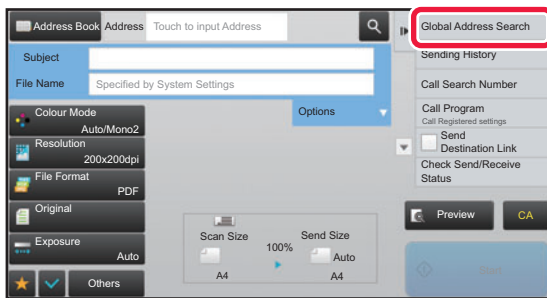 Address Book
Address
Touch to input Address
Global Address Search
Subject
Sending History
File Name
Specified by System Settings
Call Search Number
Colour Mode
Auto/Mono2
Options
Call Program
Call Registered settings
Resolution
200x200dpi
Send
Destination Link
File Format
PDF
Check Send/Receive
Status
Original
Preview
CA
Scan Size
100%
Send Size
Auto
A4
A4
Exposure
Auto
Start
Others